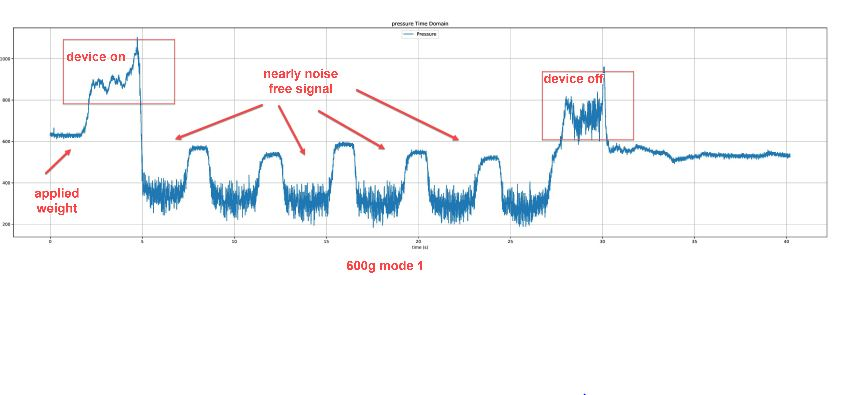 pressure Time Domain
Pressure
device on
nearly noise
free signal
device off
applied
weight
1000
800
600
400
200
0
5
10
15
20
25
30
35
40
time (s)
600g mode 1